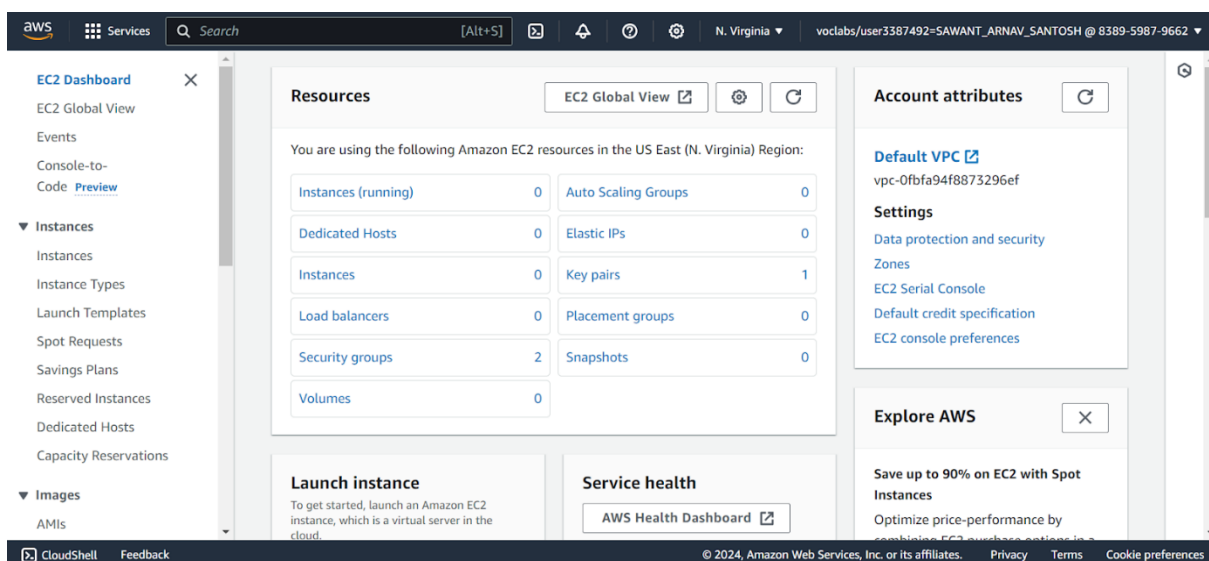 aws
Services
Search [Alt+S]
N. Virginia
voclabs/user3387492=SAWANT_ARNAV_SANTOSH @ 8389-5987-9662
EC2 Dashboard
EC2 Global View
Events
Console-to-
Code Preview
Instances
Instances
Instance Types
Launch Templates
Spot Requests
Savings Plans
Reserved Instances
Dedicated Hosts
Capacity Reservations
Images
AMIs
Resources
EC2 Global View
You are using the following Amazon EC2 resources in the US East (N. Virginia) Region:
Instances (running) 0
Auto Scaling Groups 0
Dedicated Hosts 0
Elastic IPs 0
Instances 0
Key pairs 1
Load balancers 0
Placement groups 0
Security groups 2
Snapshots 0
Volumes 0
Launch instance
To get started, launch an Amazon EC2
instance, which is a virtual server in the
cloud.
Service health
AWS Health Dashboard
Account attributes
Default VPC
vpc-0fbfa94f8873296ef
Settings
Data protection and security
Zones
EC2 Serial Console
Default credit specification
EC2 console preferences
Explore AWS
Save up to 90% on EC2 with Spot
Instances
Optimize price-performance by
combining EC2 purchase options in a
CloudShell
Feedback
© 2024, Amazon Web Services, Inc. or its affiliates.
Privacy
Terms
Cookie preferences